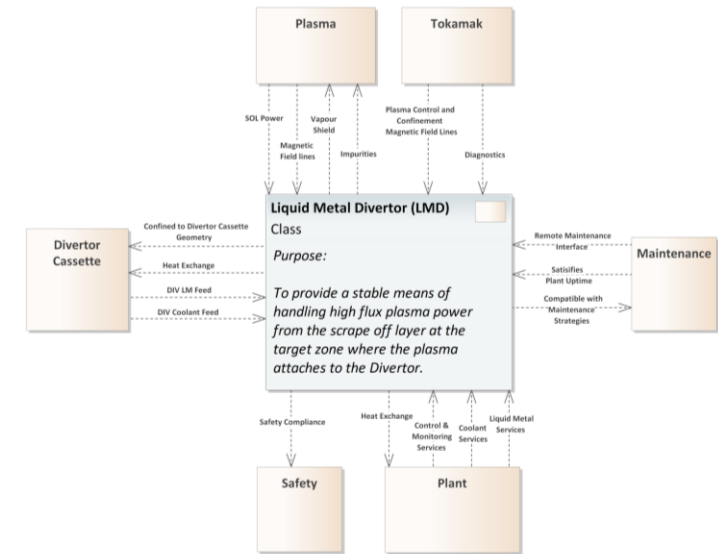 Plasma
Tokamak
SOL Power
Magnetic
Field lines
Vapour
Shield
Impurities
Plasma Control and
Confinement
Magnetic Field Lines
Diagnostics
Liquid Metal Divertor (LMD)
Class
Purpose:
To provide a stable means of
handling high flux plasma power
from the scrape off layer at the
target zone where the plasma
attaches to the Divertor.
Divertor
Cassette
Confined to Divertor Cassette
Geometry
Heat Exchange
DIV LM Feed
DIV Coolant Feed
Remote Maintenance
Interface
Satisifies
Plant Uptime
Compatible with
Maintenance
Strategies
Maintenance
Safety Compliance
Heat Exchange
Control &
Monitoring
Services
Coolant
Services
Liquid Metal
Services
Safety
Plant